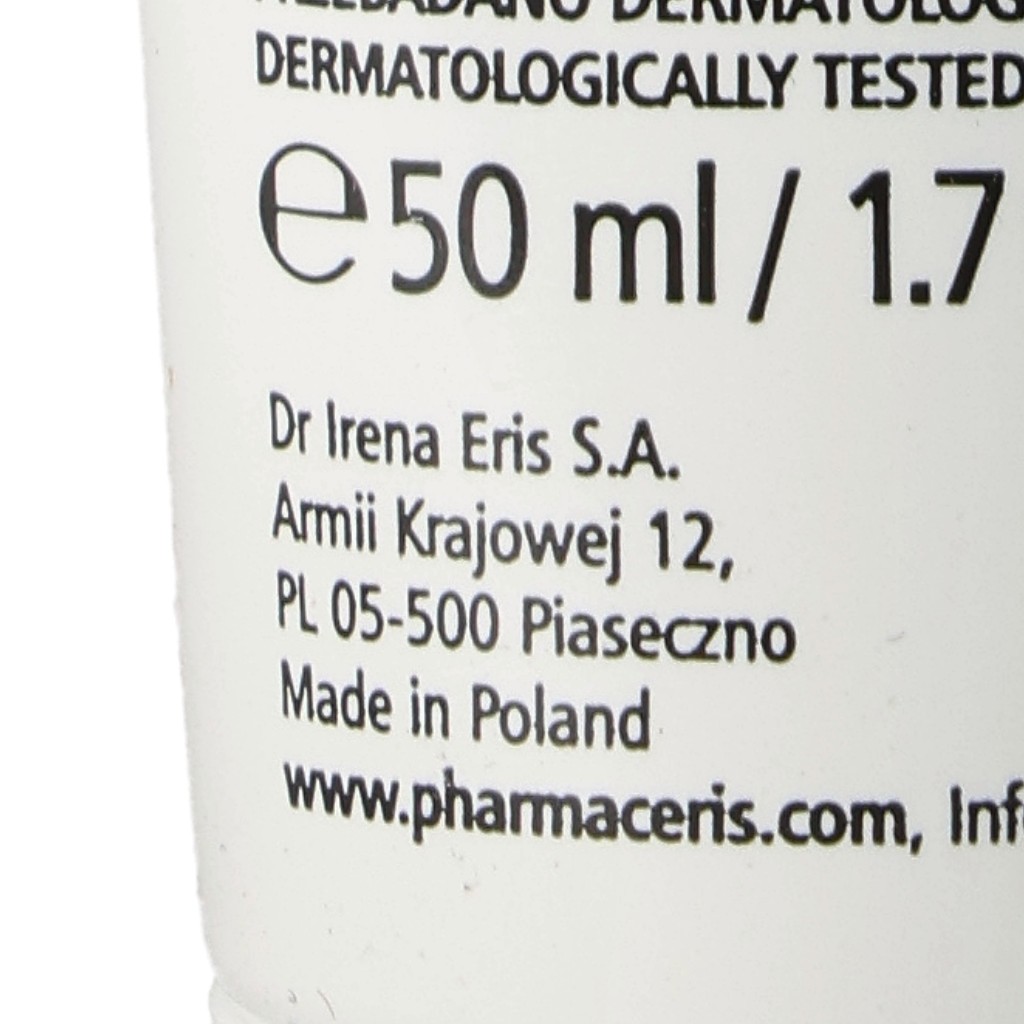 DERMATOLOGICALLY TESTED
℮50 ml / 1.7
Dr Irena Eris S.A.
Armii Krajowej 12,
PL 05-500 Piaseczno
Made in Poland
www.pharmaceris.com,